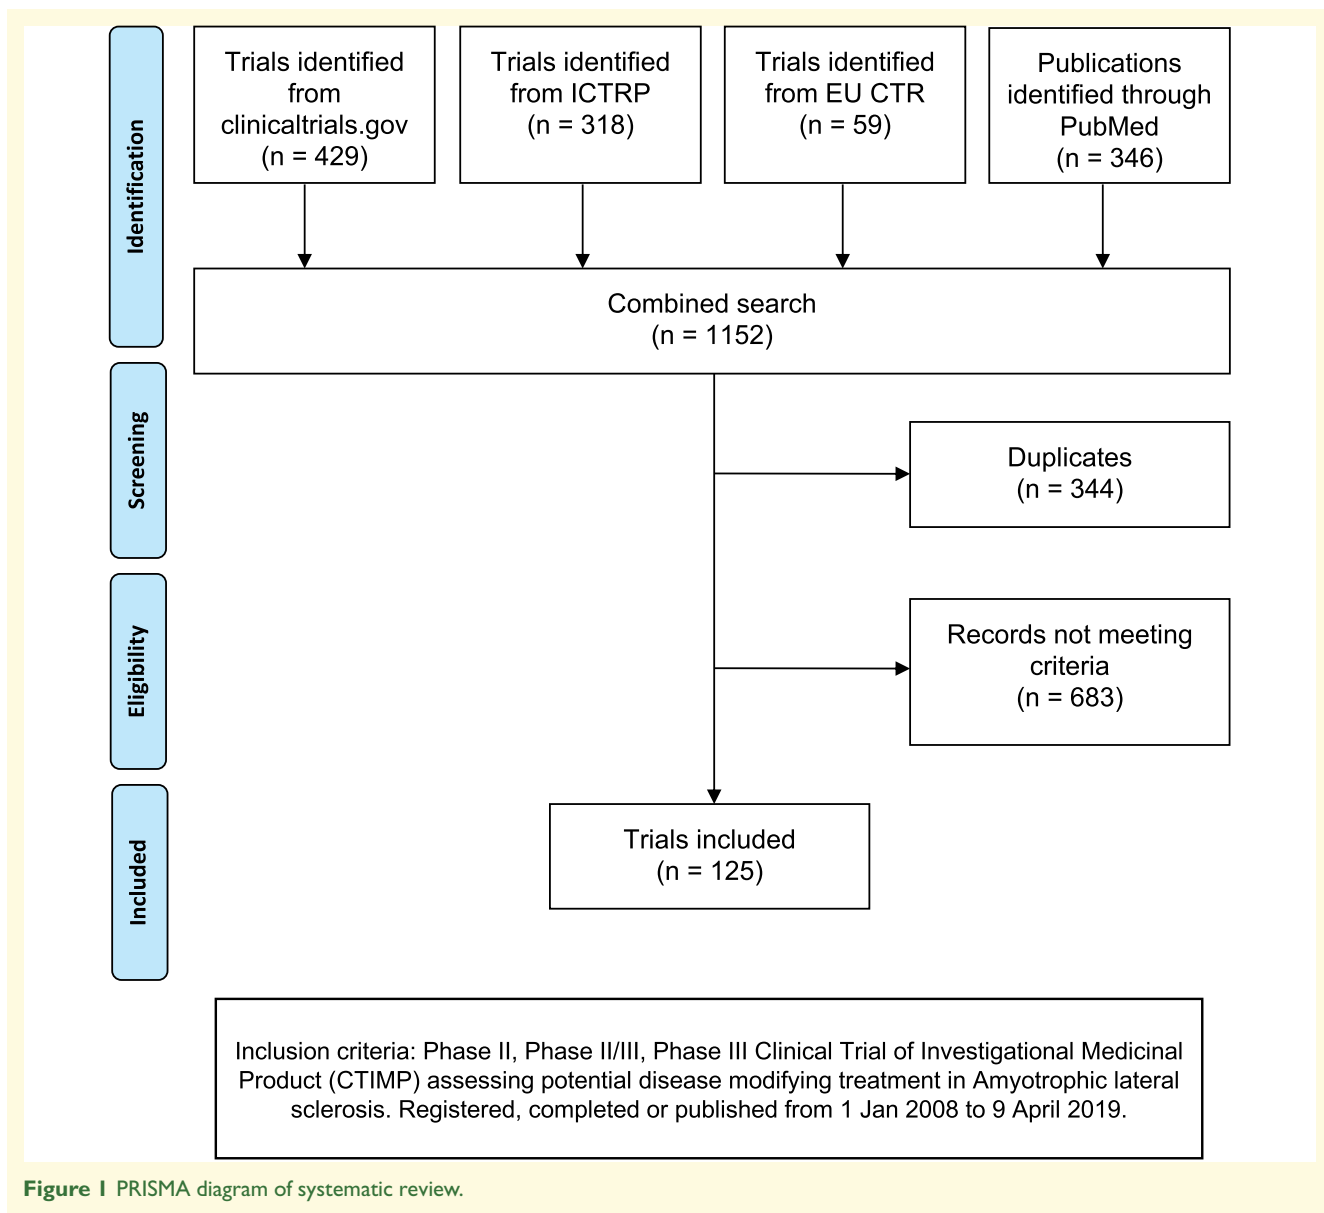 Identification
Trials identified
from
clinicaltrials.gov
(n = 429)
Trials identified
from ICTRP
(n = 318)
Trials identified
from EU CTR
(n = 59)
Publications
identified through
PubMed
(n = 346)
Combined search
(n = 1152)
Screening
Duplicates
(n = 344)
Eligibility
Records not meeting
criteria
(n = 683)
Included
Trials included
(n = 125)
Inclusion criteria: Phase II, Phase II/III, Phase III Clinical Trial of Investigational Medicinal
Product (CTIMP) assessing potential disease modifying treatment in Amyotrophic lateral
sclerosis. Registered, completed or published from 1 Jan 2008 to 9 April 2019.
Figure 1 PRISMA diagram of systematic review.